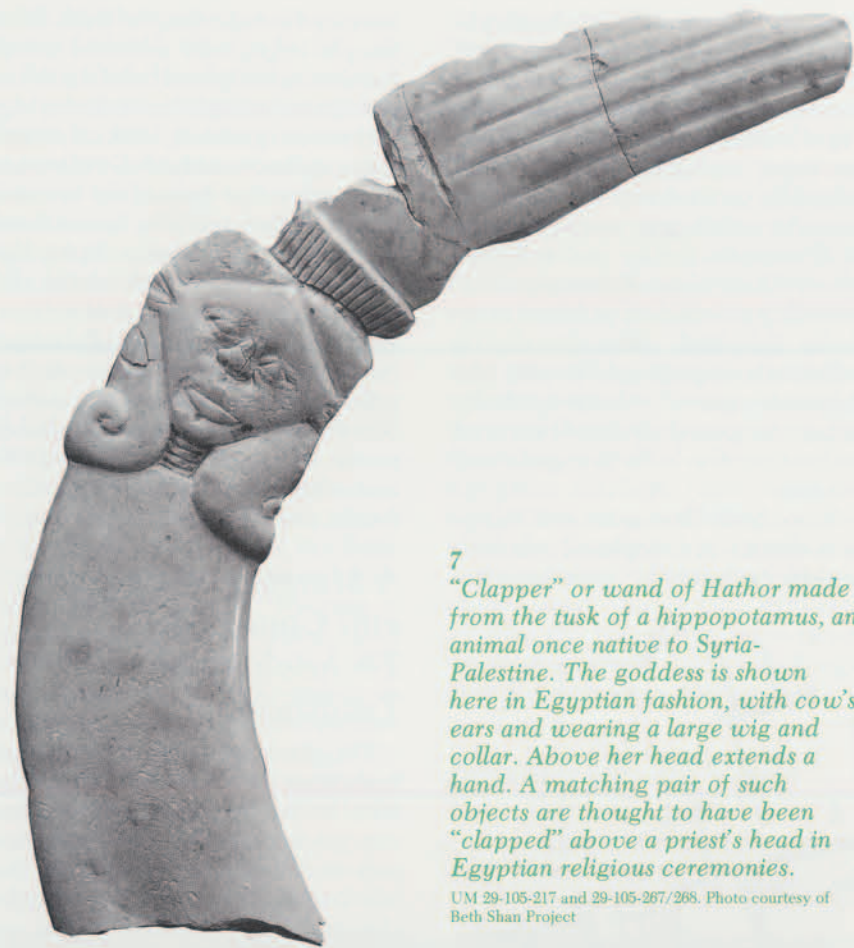 7
“Clapper” or wand of Hathor made
from the tusk of a hippopotamus, an
animal once native to Syria-
Palestine. The goddess is shown
here in Egyptian fashion, with cow’s
ears and wearing a large wig and
collar. Above her head extends a
hand. A matching pair of such
objects are thought to have been
“clapped” above a priest’s head in
Egyptian religious ceremonies.
UM 29-105-217 and 29-105-267/268. Photo courtesy of
Beth Shan Project